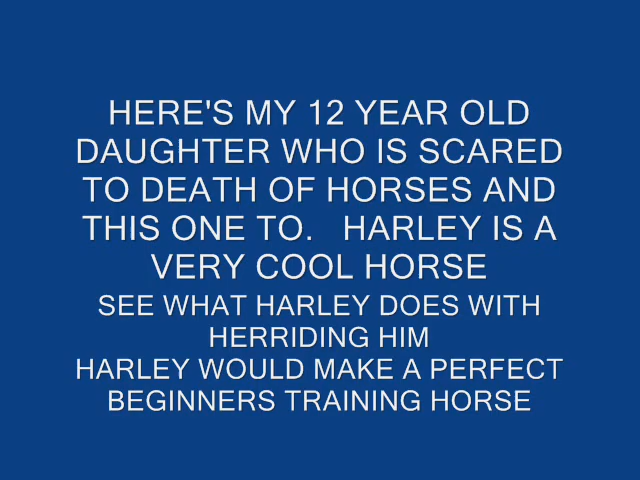 HERE'S MY 12 YEAR OLD
DAUGHTER WHO IS SCARED
TO DEATH OF HORSES AND
THIS ONE TO.   HARLEY IS A
VERY COOL HORSE
SEE WHAT HARLEY DOES WITH
HERRIDING HIM
HARLEY WOULD MAKE A PERFECT
BEGINNERS TRAINING HORSE